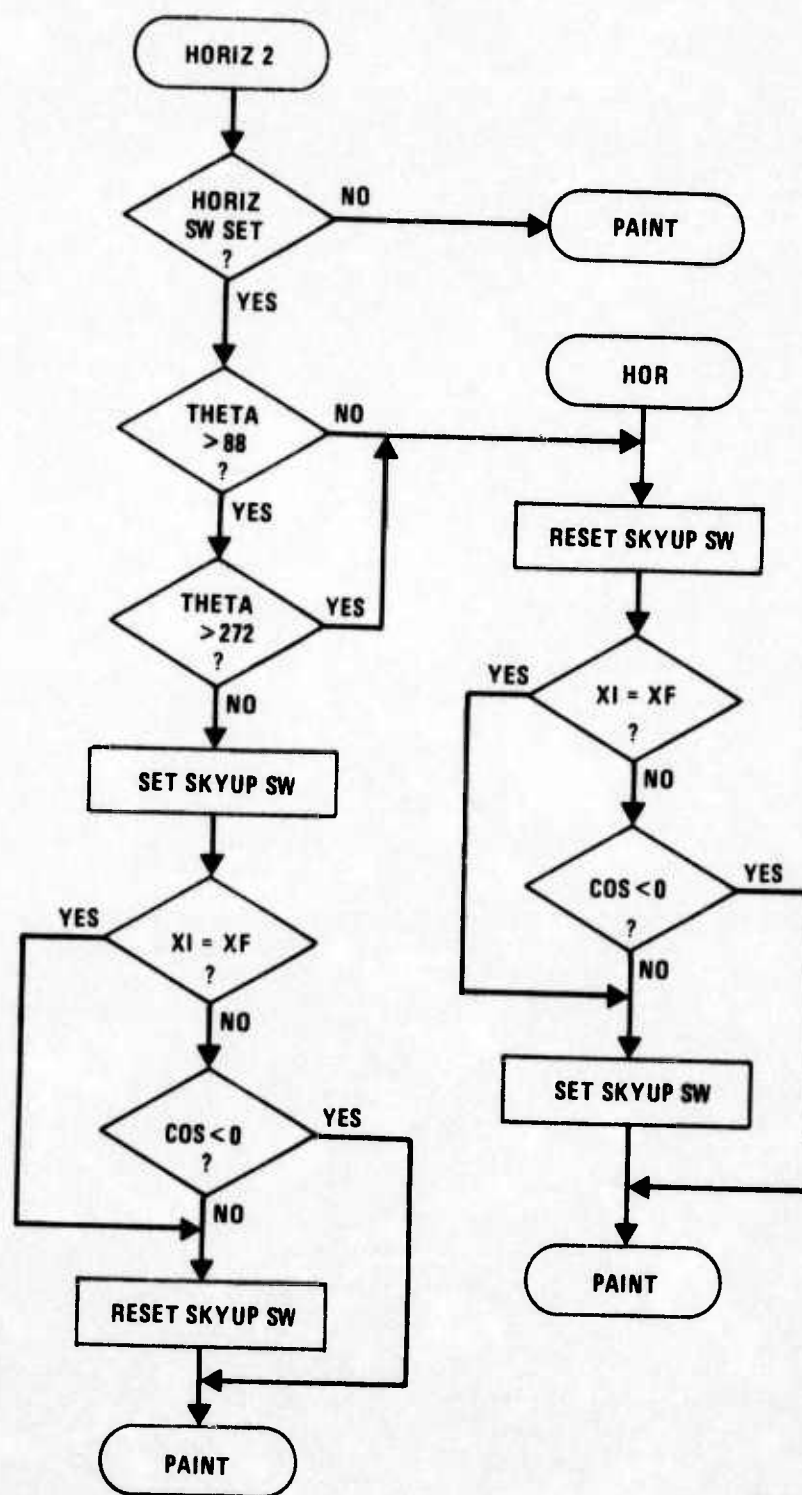 HORIZ 2
HORIZ
SW SET
?
NO
PAINT
YES
THETA
>88
?
NO
YES
THETA
>272
?
YES
NO
SET SKYUP SW
XI = XF
?
YES
NO
COS<0
?
YES
NO
RESET SKYUP SW
PAINT
HOR
RESET SKYUP SW
XI = XF
?
YES
NO
COS<0
?
YES
NO
SET SKYUP SW
PAINT